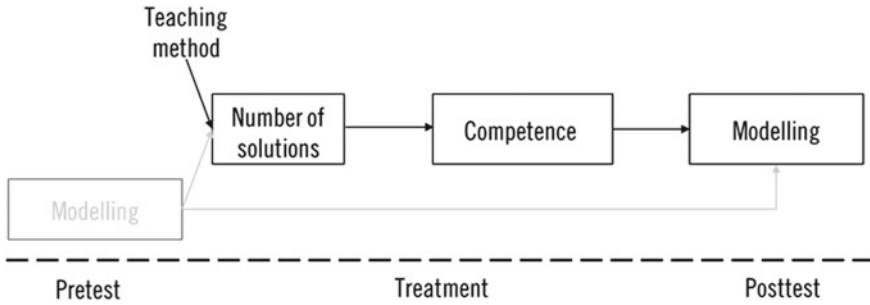 Teaching
method
Number of
solutions
Competence
Modelling
Modelling
Pretest
Treatment
Posttest